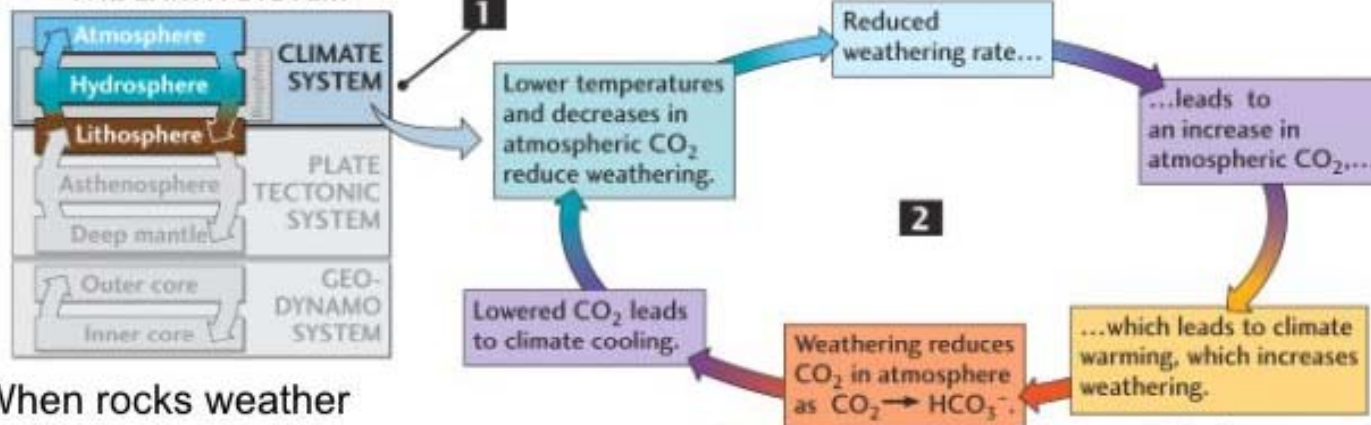 1
Atmosphere
Hydrosphere
Lithosphere
CLIMATE
SYSTEM
Asthenosphere
Deep mantle
PLATE
TECTONIC
SYSTEM
Outer core
Inner core
GEO-
DYNAMO
SYSTEM
When rocks weather
Lower temperatures
and decreases in
atmospheric CO₂
reduce weathering.
Reduced
weathering rate…
…leads to
an increase in
atmospheric CO₂,…
2
…which leads to climate
warming, which increases
weathering.
Weathering reduces
CO₂ in atmosphere
as CO₂ → HCO₃⁻.
Lowered CO₂ leads
to climate cooling.